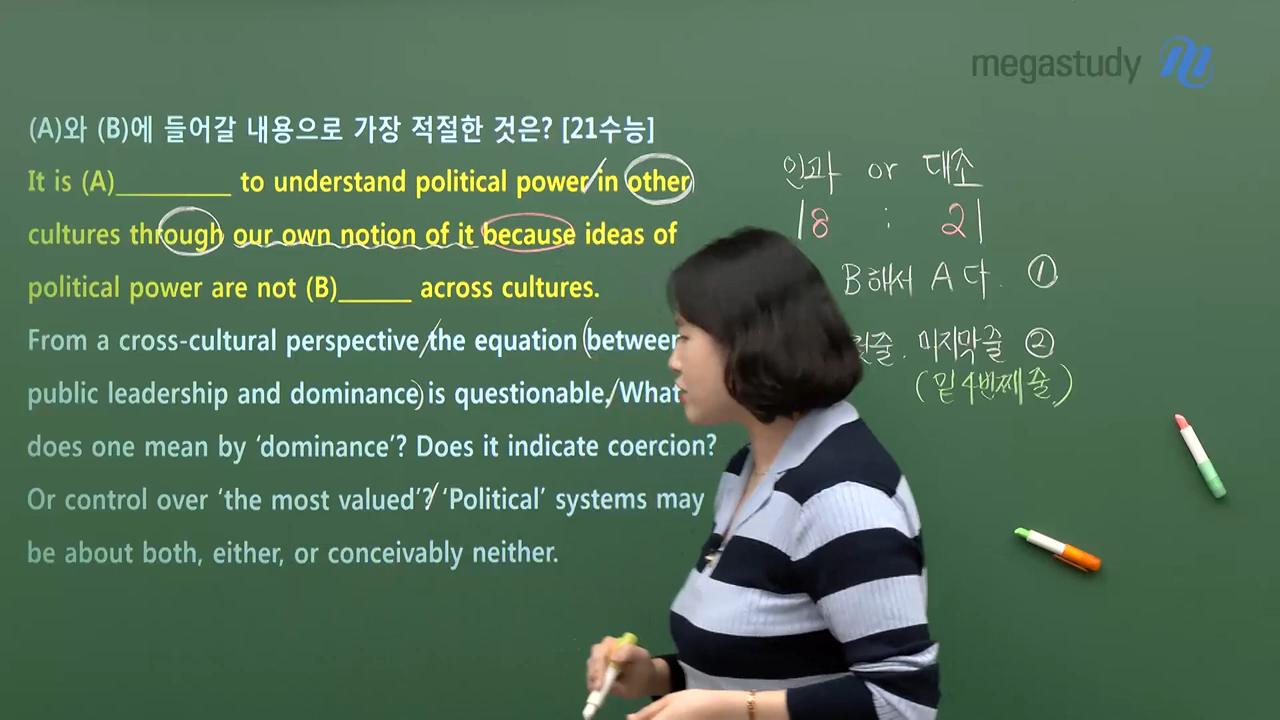 megastudy
(A)와 (B)에 들어갈 내용으로 가장 적절한 것은? [21수능]
It is (A)__________ to understand political power in other
cultures through our own notion of it because ideas of
political power are not (B)______ across cultures.
From a cross-cultural perspective the equation between
public leadership and dominance is questionable. What
does one mean by ‘dominance’? Does it indicate coercion?
Or control over ‘the most valued’? ‘Political’ systems may
be about both, either, or conceivably neither.
인과 or 대조
18 : 21
B해서 A다. ①
줄. 마지막줄 ②
(밑 4번째 줄.)